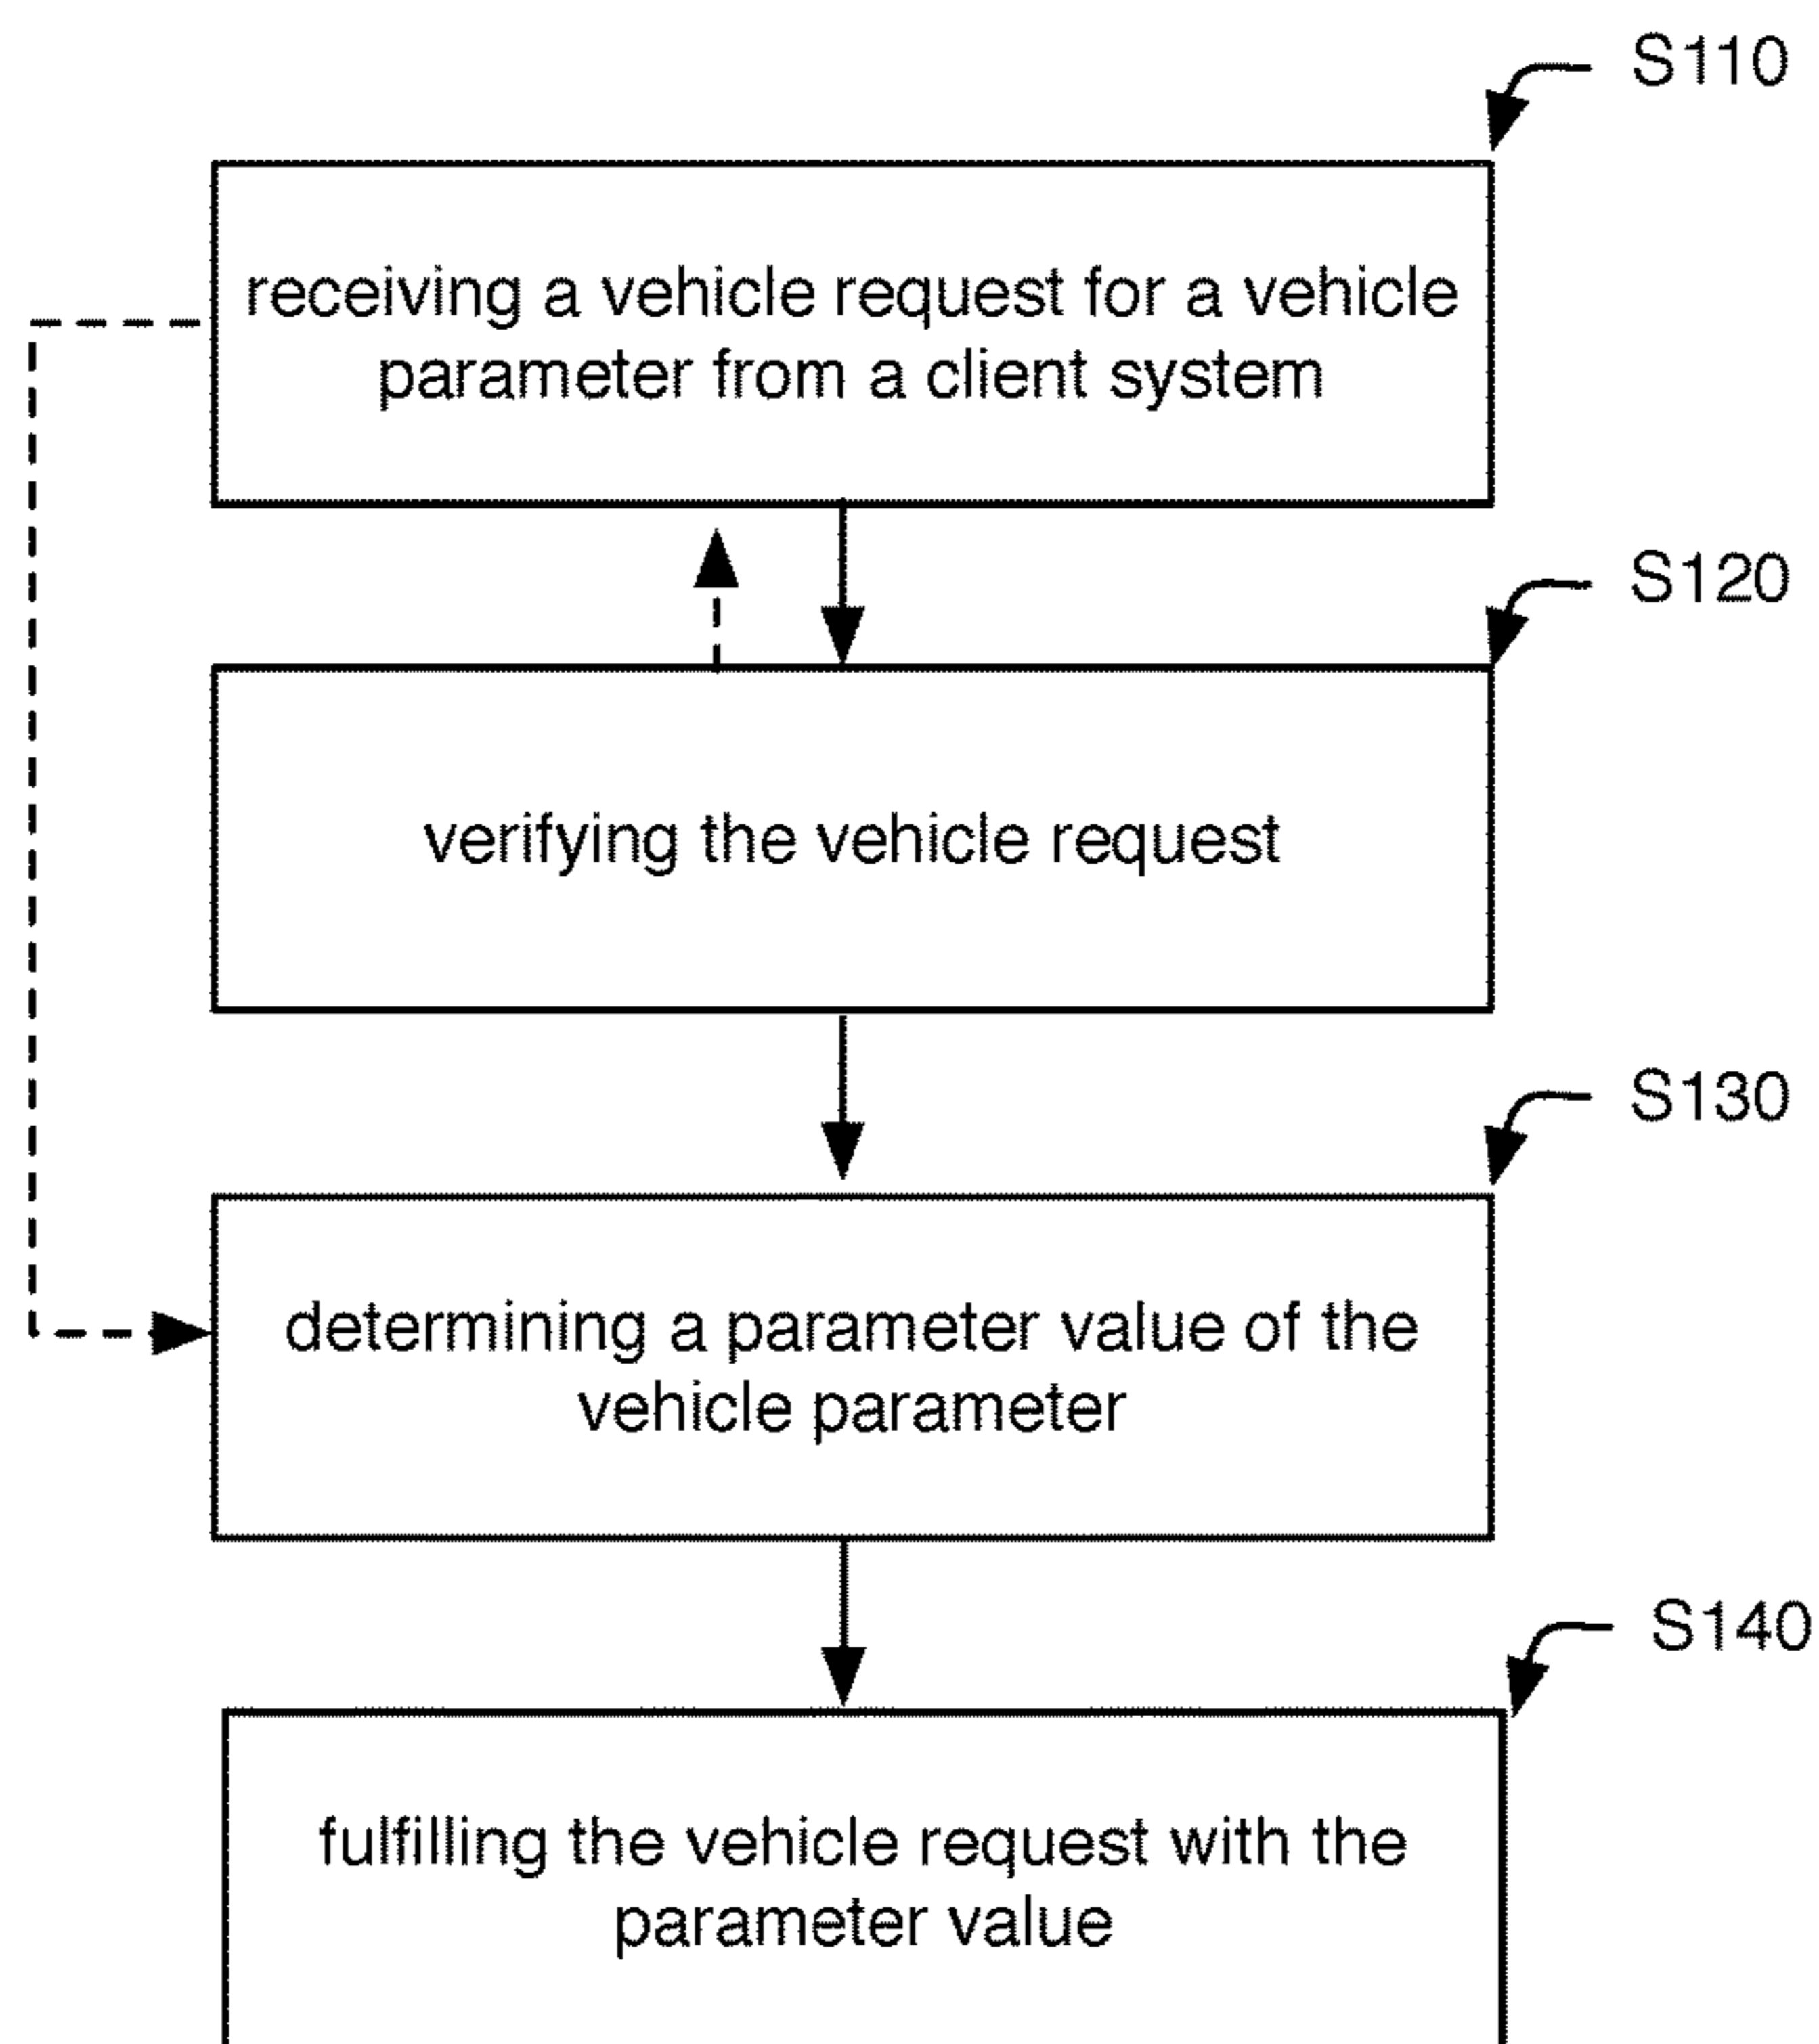 S110
receiving a vehicle request for a vehicle
parameter from a client system
S120
verifying the vehicle request
S130
determining a parameter value of the
vehicle parameter
S140
fulfilling the vehicle request with the
parameter value